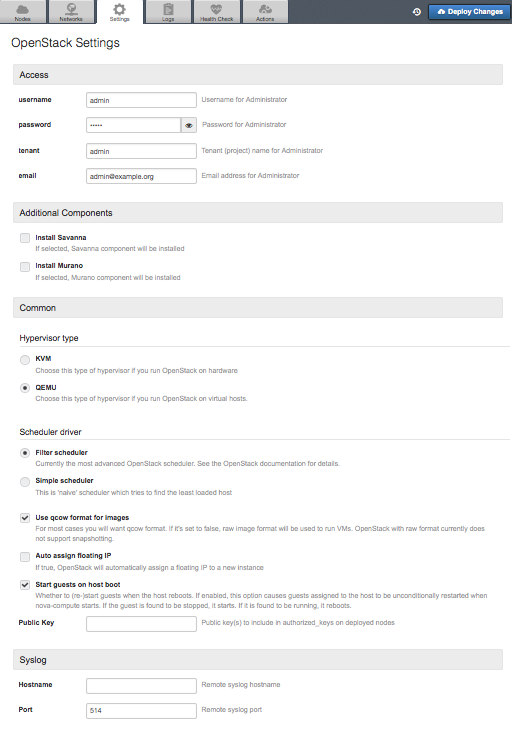 Nodes
Networks
Settings
Logs
Health Check
Actions
Deploy Changes
OpenStack Settings
Access
username admin Username for Administrator
password ••••• Password for Administrator
tenant admin Tenant (project) name for Administrator
email admin@example.org Email address for Administrator
Additional Components
Install Savanna
If selected, Savanna component will be installed
Install Murano
If selected, Murano component will be installed
Common
Hypervisor type
KVM
Choose this type of hypervisor if you run OpenStack on hardware
QEMU
Choose this type of hypervisor if you run OpenStack on virtual hosts.
Scheduler driver
Filter scheduler
Currently the most advanced OpenStack scheduler. See the OpenStack documentation for details.
Simple scheduler
This is 'naive' scheduler which tries to find the least loaded host
Use qcow format for images
For most cases you will want qcow format. If it's set to false, raw image format will be used to run VMs. OpenStack with raw format currently does
not support snapshotting.
Auto assign floating IP
If true, OpenStack will automatically assign a floating IP to a new instance
Start guests on host boot
Whether to (re-)start guests when the host reboots. If enabled, this option causes guests assigned to the host to be unconditionally restarted when
nova-compute starts. If the guest is found to be stopped, it starts. If it is found to be running, it reboots.
Public Key Public key(s) to include in authorized_keys on deployed nodes
Syslog
Hostname Remote syslog hostname
Port 514 Remote syslog port